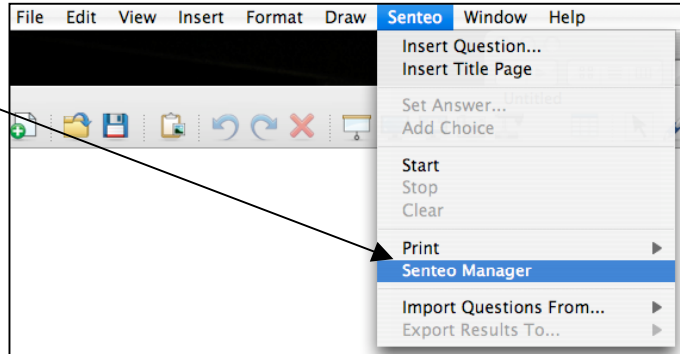 File Edit View Insert Format Draw Senteo Window Help
Insert Question...
Insert Title Page
Untitled
Set Answer...
Add Choice
Start
Stop
Clear
Print
Senteo Manager
Import Questions From...
Export Results To...